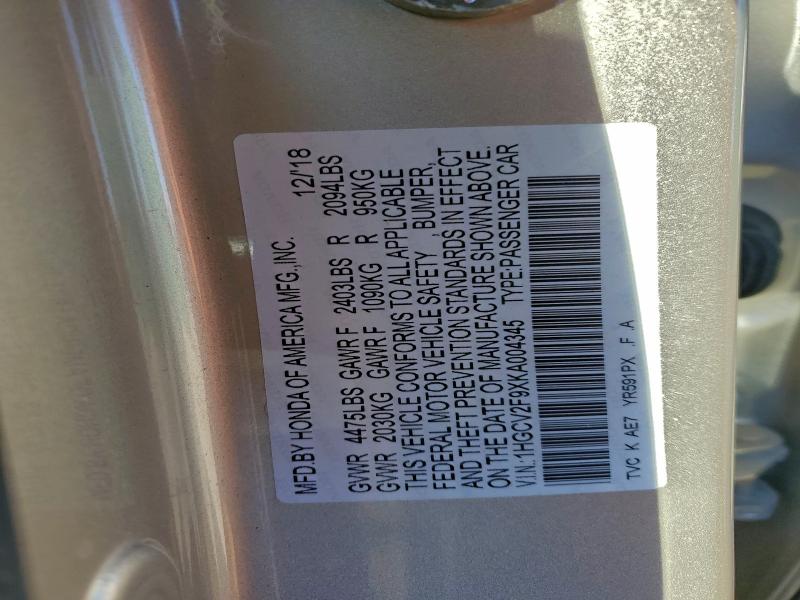 MFD.BY HONDA OF AMERICA MFG.,INC. 12/'18
GVWR 4475LBS GAWR F 2403LBS R 2094LBS
GVWR 2030KG GAWR F 1090KG R 950KG
THIS VEHICLE CONFORMS TO ALL APPLICABLE
FEDERAL MOTOR VEHICLE SAFETY , BUMPER,
AND THEFT PREVENTION STANDARDS IN EFFECT
ON THE DATE OF MANUFACTURE SHOWN ABOVE.
V.I.N.:1HGCV2F9XKA004345 TYPE:PASSENGER CAR
TVC K AE7 YR591PX .F .A